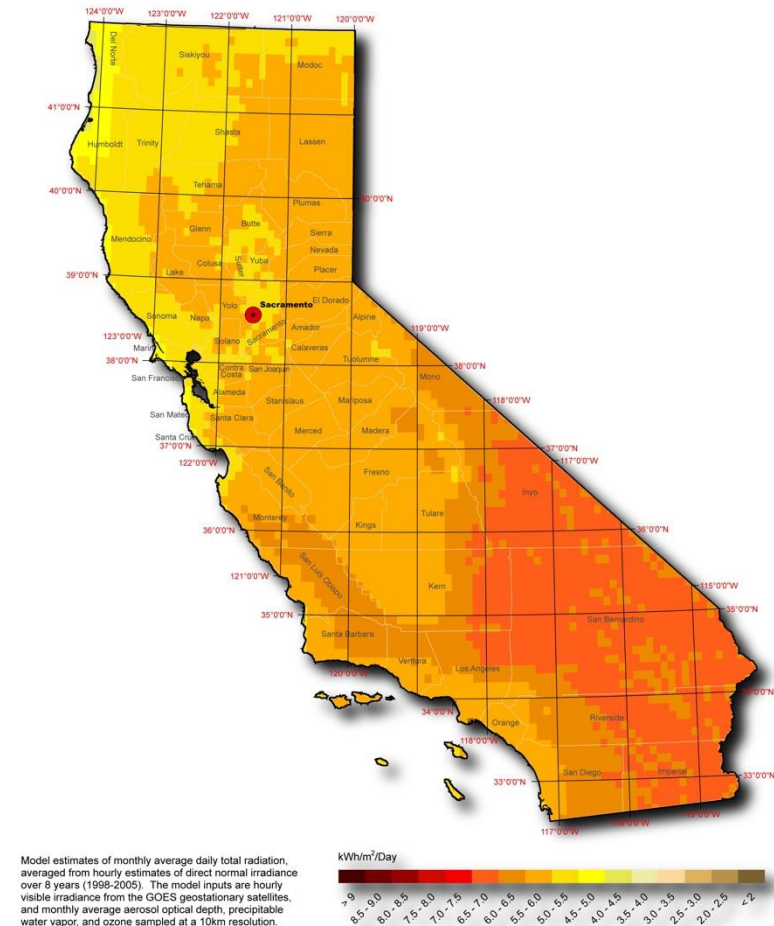 124°0'0"W
123°0'0"W
122°0'0"W
121°0'0"W
120°0'0"W
Del Norte
Siskiyou
Modoc
41°0'0"N
Humboldt
Trinity
Shasta
Lassen
40°0'0"N
Tehama
40°0'0"N
Plumas
Mendocino
Glenn
Butte
Sierra
Nevada
39°0'0"N
Lake
Colusa
Sutter
Yuba
Placer
Sonoma
Napa
Yolo
Sacramento
El Dorado
Alpine
123°0'0"W
Marin
Solano
Sacramento
Amador
Calaveras
119°0'0"W
38°0'0"N
Contra
Costa
San Joaquin
Tuolumne
38°0'0"N
San Francisco
Alameda
Mono
San Mateo
Santa Clara
Stanislaus
Mariposa
118°0'0"W
Santa Cruz
Merced
Madera
37°0'0"N
37°0'0"N
122°0'0"W
117°0'0"W
San Benito
Fresno
Inyo
Monterey
Kings
Tulare
36°0'0"N
36°0'0"N
121°0'0"W
San Luis Obispo
Kern
115°0'0"W
35°0'0"N
35°0'0"N
San Bernardino
Santa Barbara
120°0'0"W
Ventura
Los Angeles
34°0'0"N
Orange
Riverside
118°0'0"W
33°0'0"N
San Diego
Imperial
33°0'0"N
117°0'0"W
Model estimates of monthly average daily total radiation,
averaged from hourly estimates of direct normal irradiance
over 8 years (1998-2005). The model inputs are hourly
visible irradiance from the GOES geostationary satellites,
and monthly average aerosol optical depth, precipitable
water vapor, and ozone sampled at a 10km resolution.
kWh/m²/Day
> 9
8.5 - 9.0
8.0 - 8.5
7.5 - 8.0
7.0 - 7.5
6.5 - 7.0
6.0 - 6.5
5.5 - 6.0
5.0 - 5.5
4.5 - 5.0
4.0 - 4.5
3.5 - 4.0
3.0 - 3.5
2.5 - 3.0
2.0 - 2.5
< 2